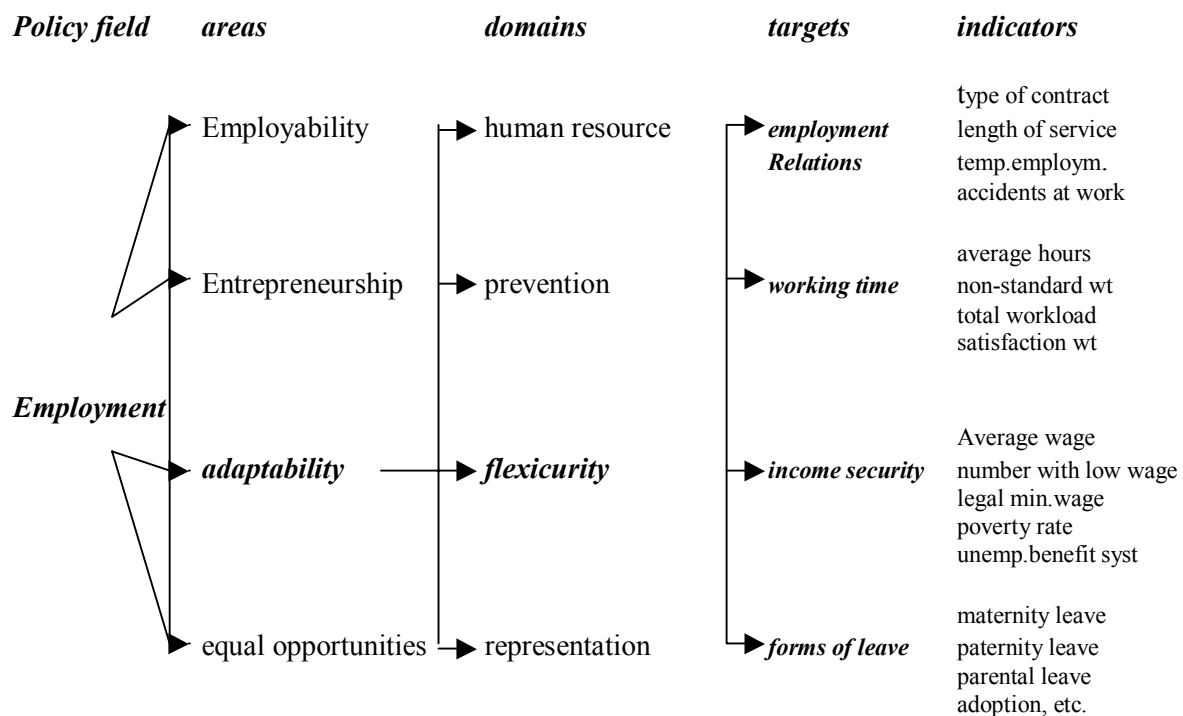 Policy field areas domains targets indicators
type of contract
Employability human resource employment length of service
Relations temp.employm.
accidents at work
average hours
Entrepreneurship prevention working time non-standard wt
total workload
satisfaction wt
Employment
Average wage
adaptability flexicurity income security number with low wage
legal min.wage
poverty rate
unemp.benefit syst
maternity leave
equal opportunities representation forms of leave paternity leave
parental leave
adoption, etc.